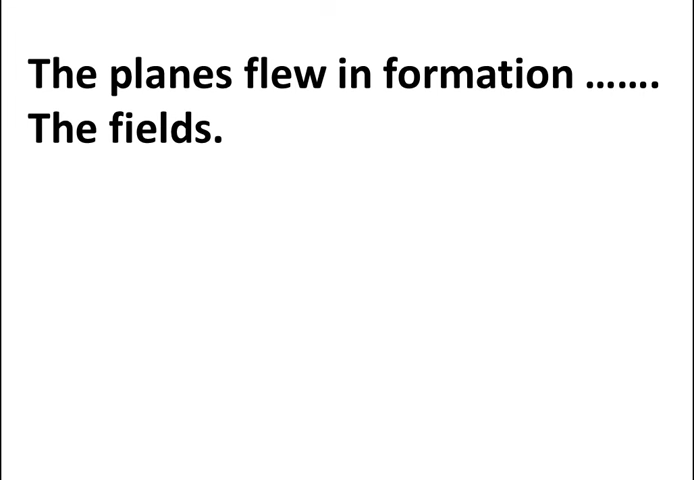 The planes flew in formation …….
The fields.